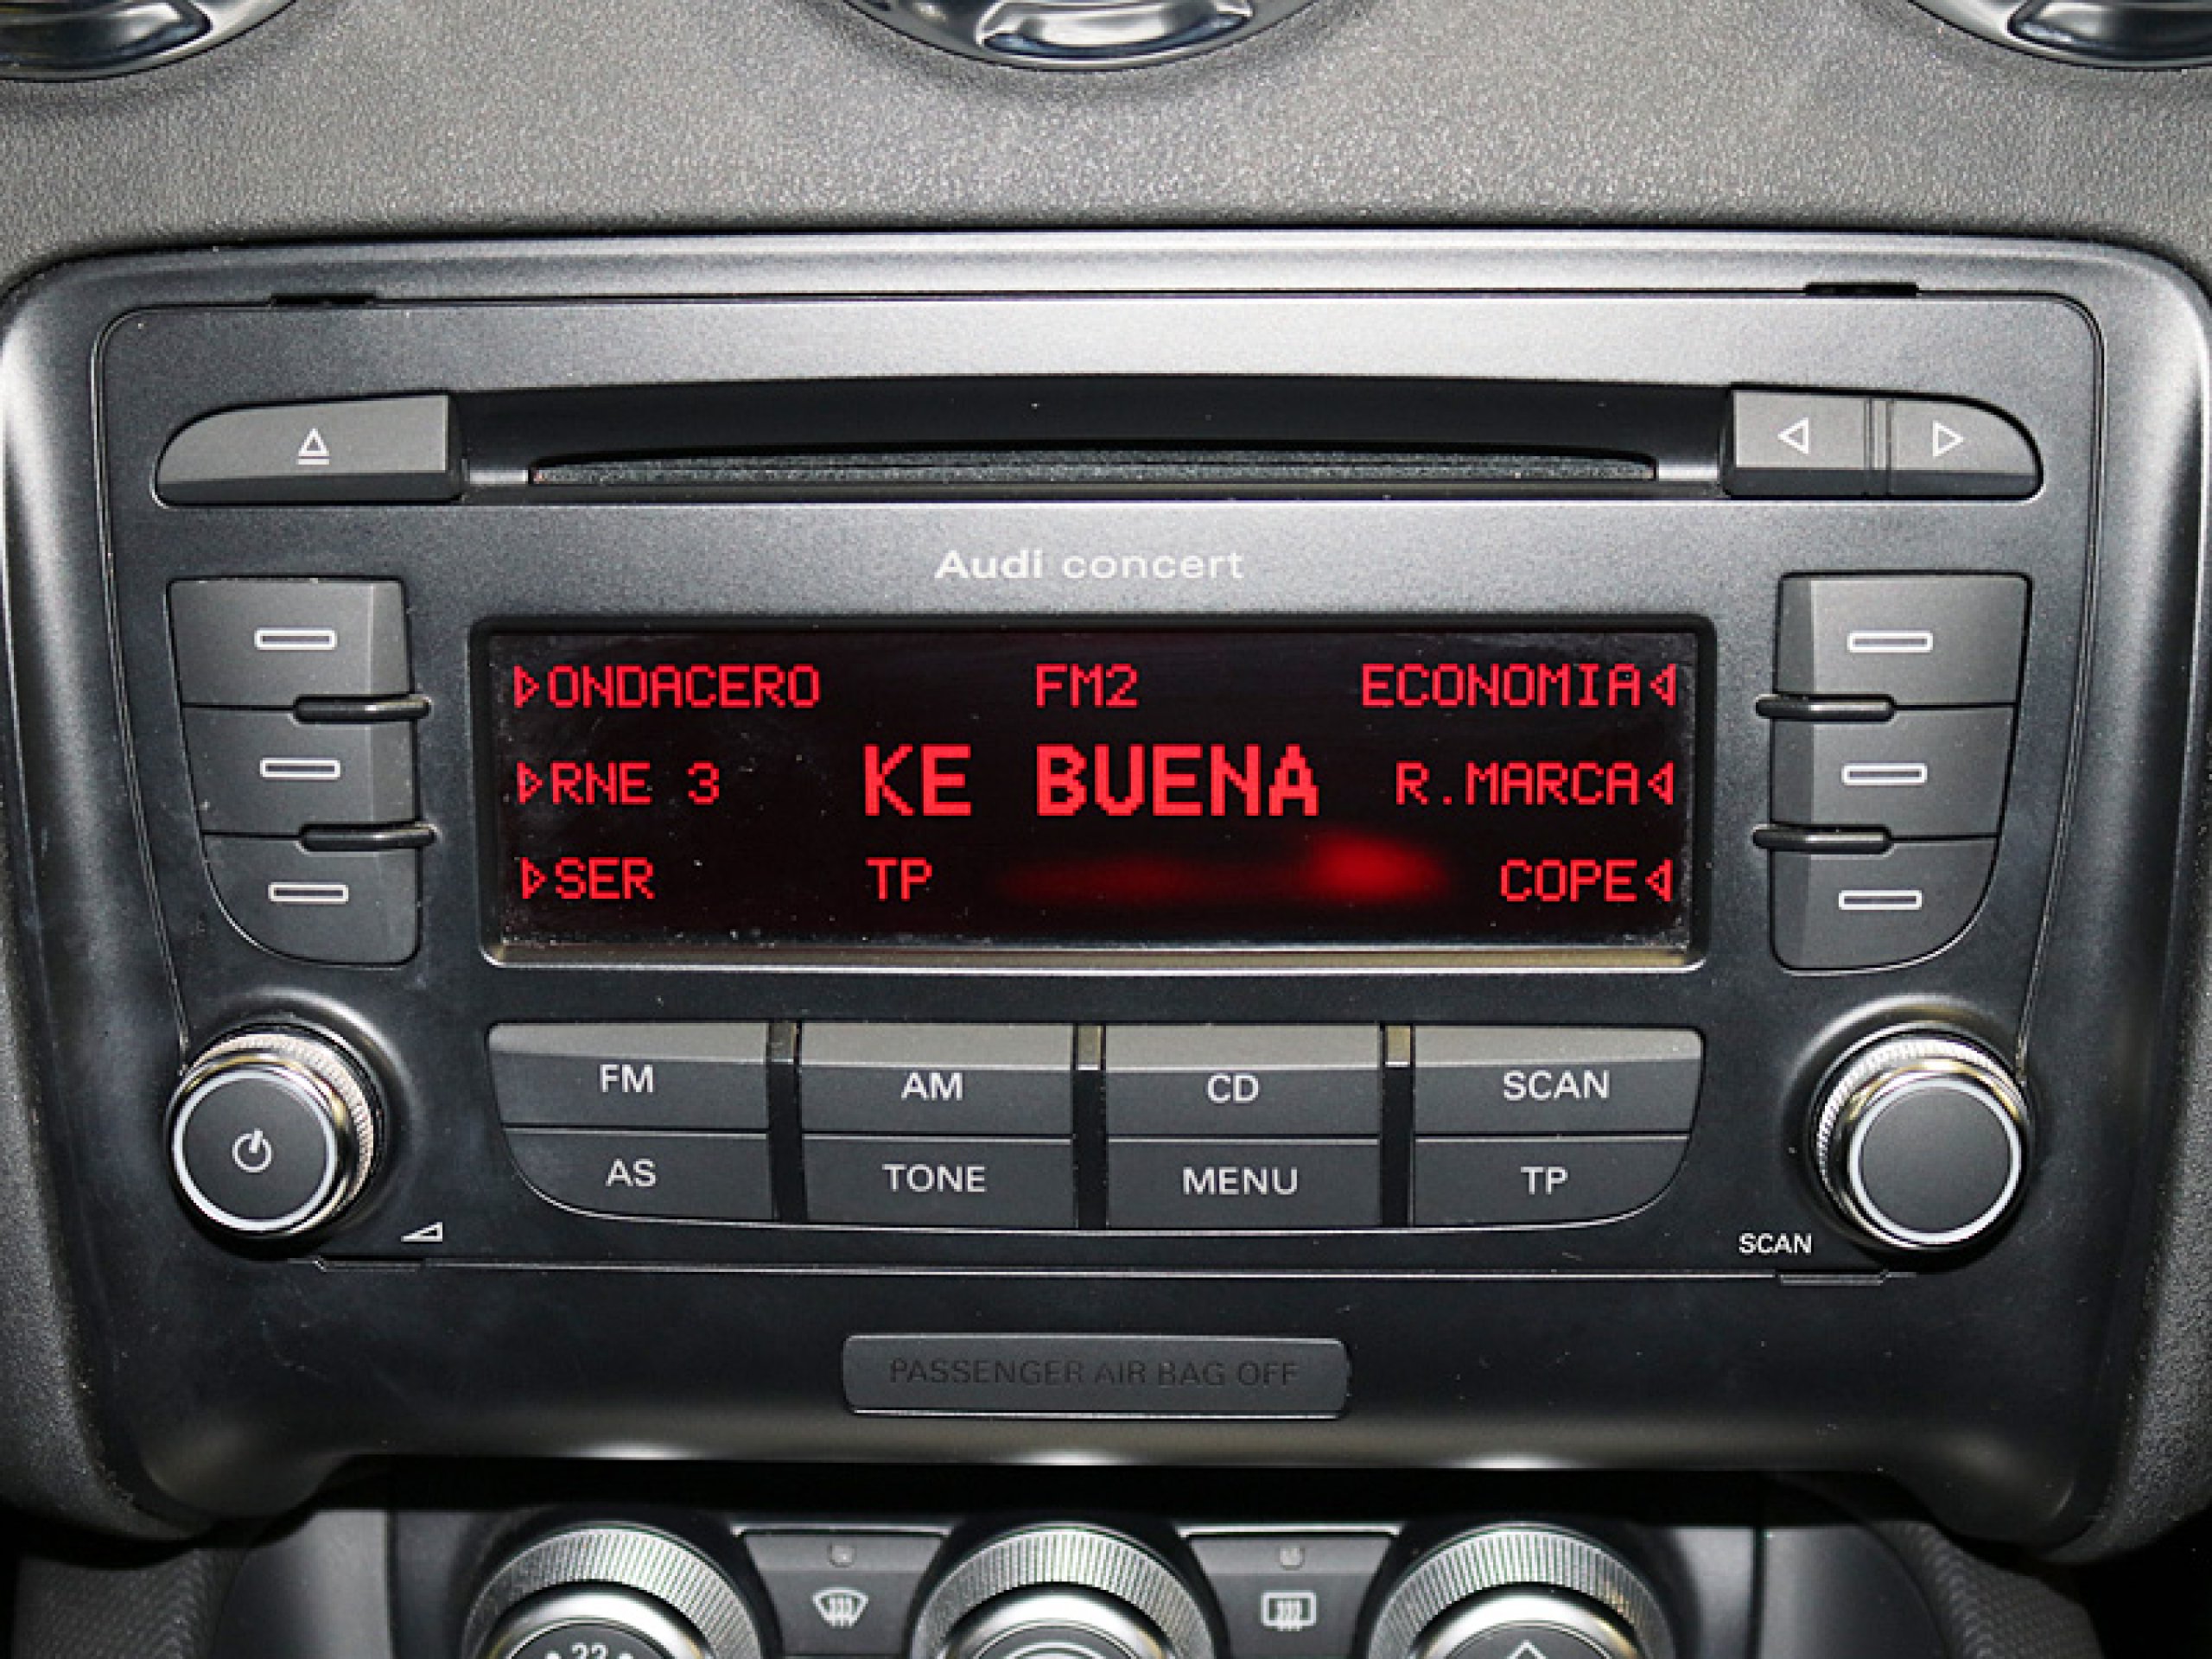 Audi concert
ONDACERO FM2 ECONOMIA
RNE 3 KE BUENA R.MARCA
SER TP COPE
FM AM CD SCAN
AS TONE MENU TP
SCAN
PASSENGER AIR BAG OFF
22